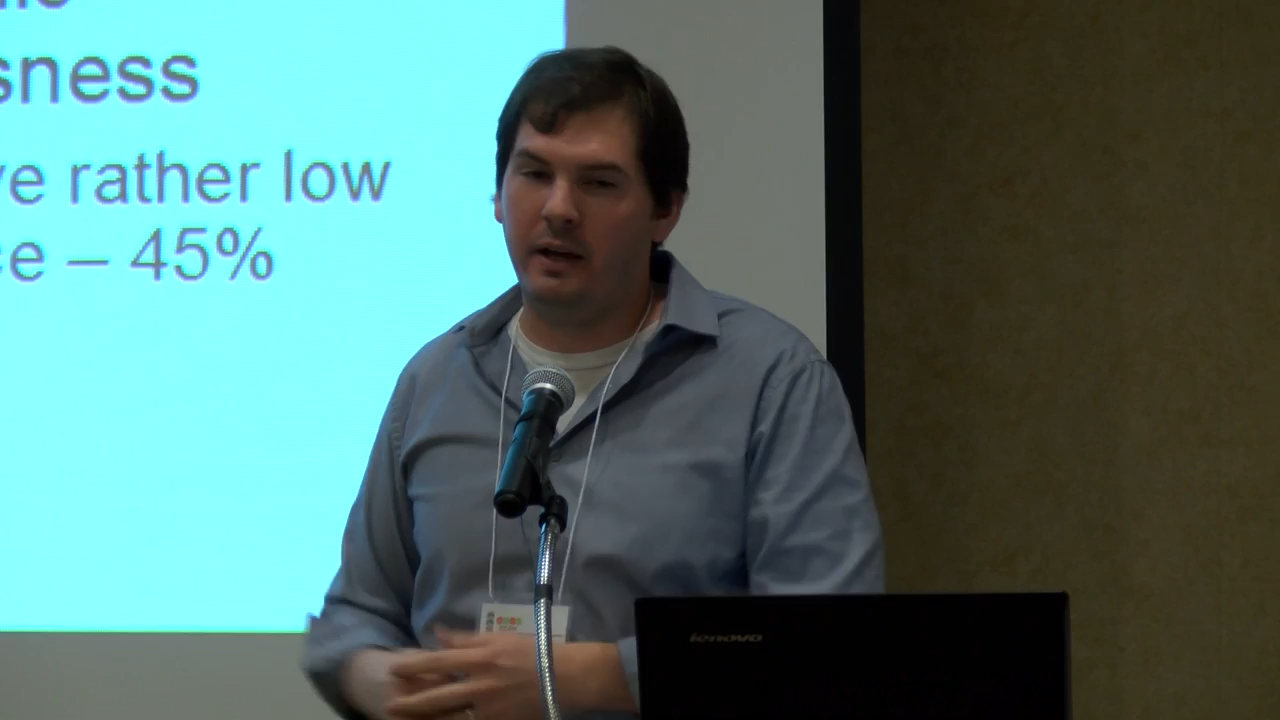 sness
ve rather low
ce – 45%
lenovo